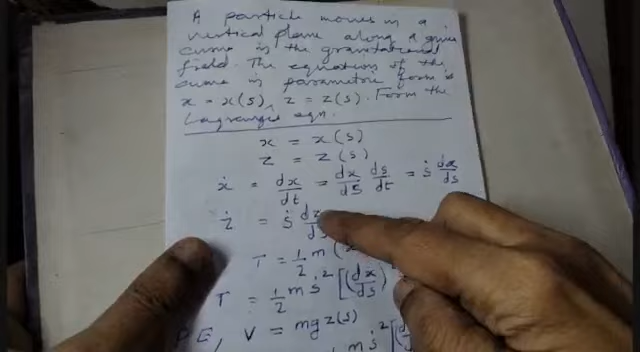 A particle moves in a
vertical plane along a given
curve in the gravitational
field. The equations of the
curve in parametric form is
x = x(s), z = z(s). Form the
Lagranges eqn.
x = x(s)
z = z(s)
ẋ = dx/dt = dx/ds ds/dt = ṡ dx/ds
ż = ṡ dz/ds
T = 1/2 m (
T = 1/2 m ṡ² [(dx/ds)
P E, V = mg z(s)
m ṡ² [